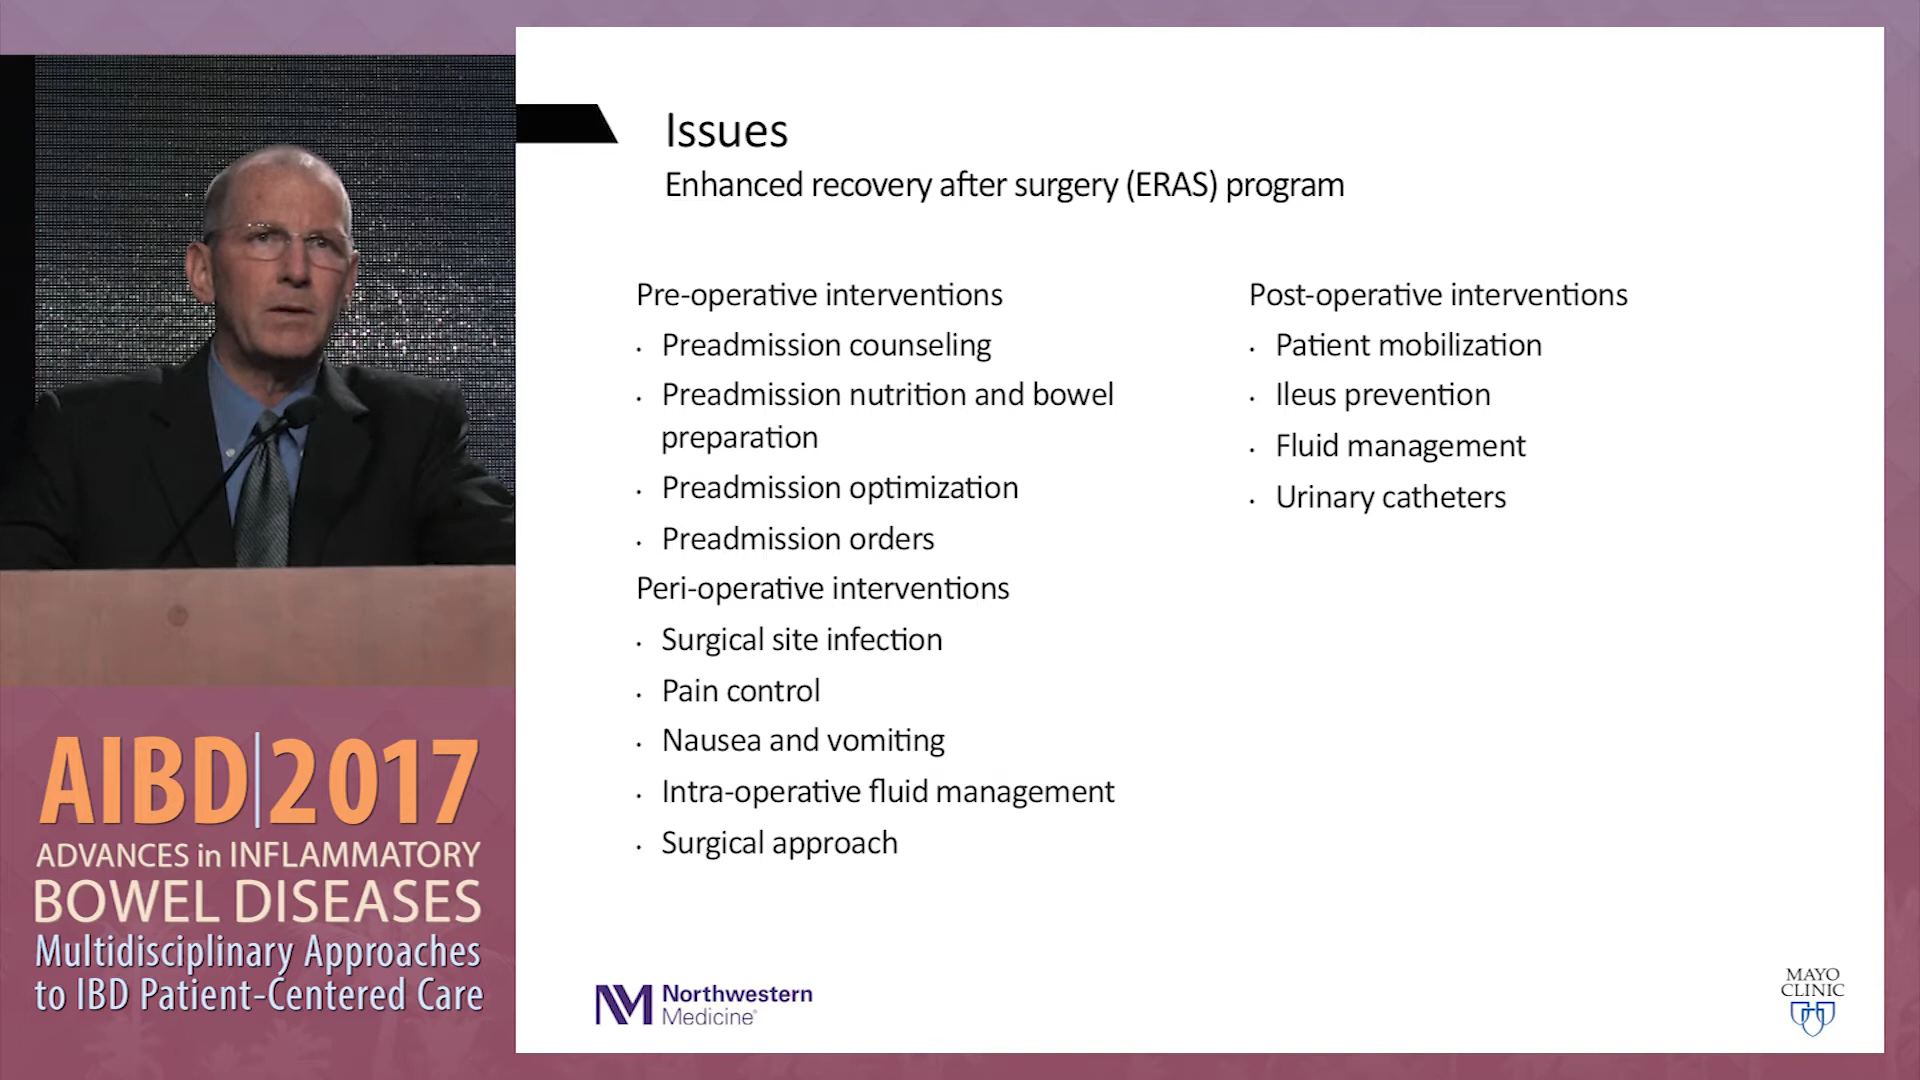 Issues
Enhanced recovery after surgery (ERAS) program
Pre-operative interventions
• Preadmission counseling
• Preadmission nutrition and bowel
preparation
• Preadmission optimization
• Preadmission orders
Peri-operative interventions
• Surgical site infection
• Pain control
• Nausea and vomiting
• Intra-operative fluid management
• Surgical approach
Post-operative interventions
• Patient mobilization
• Ileus prevention
• Fluid management
• Urinary catheters
AIBD|2017
ADVANCES in INFLAMMATORY
BOWEL DISEASES
Multidisciplinary Approaches
to IBD Patient-Centered Care
NM Northwestern
Medicine®
MAYO
CLINIC